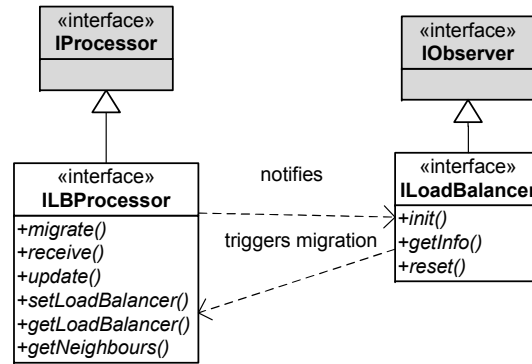 «interface»
IProcessor
«interface»
IObserver
«interface»
ILBProcessor
+migrate()
+receive()
+update()
+setLoadBalancer()
+getLoadBalancer()
+getNeighbours()
notifies
triggers migration
«interface»
ILoadBalancer
+init()
+getInfo()
+reset()